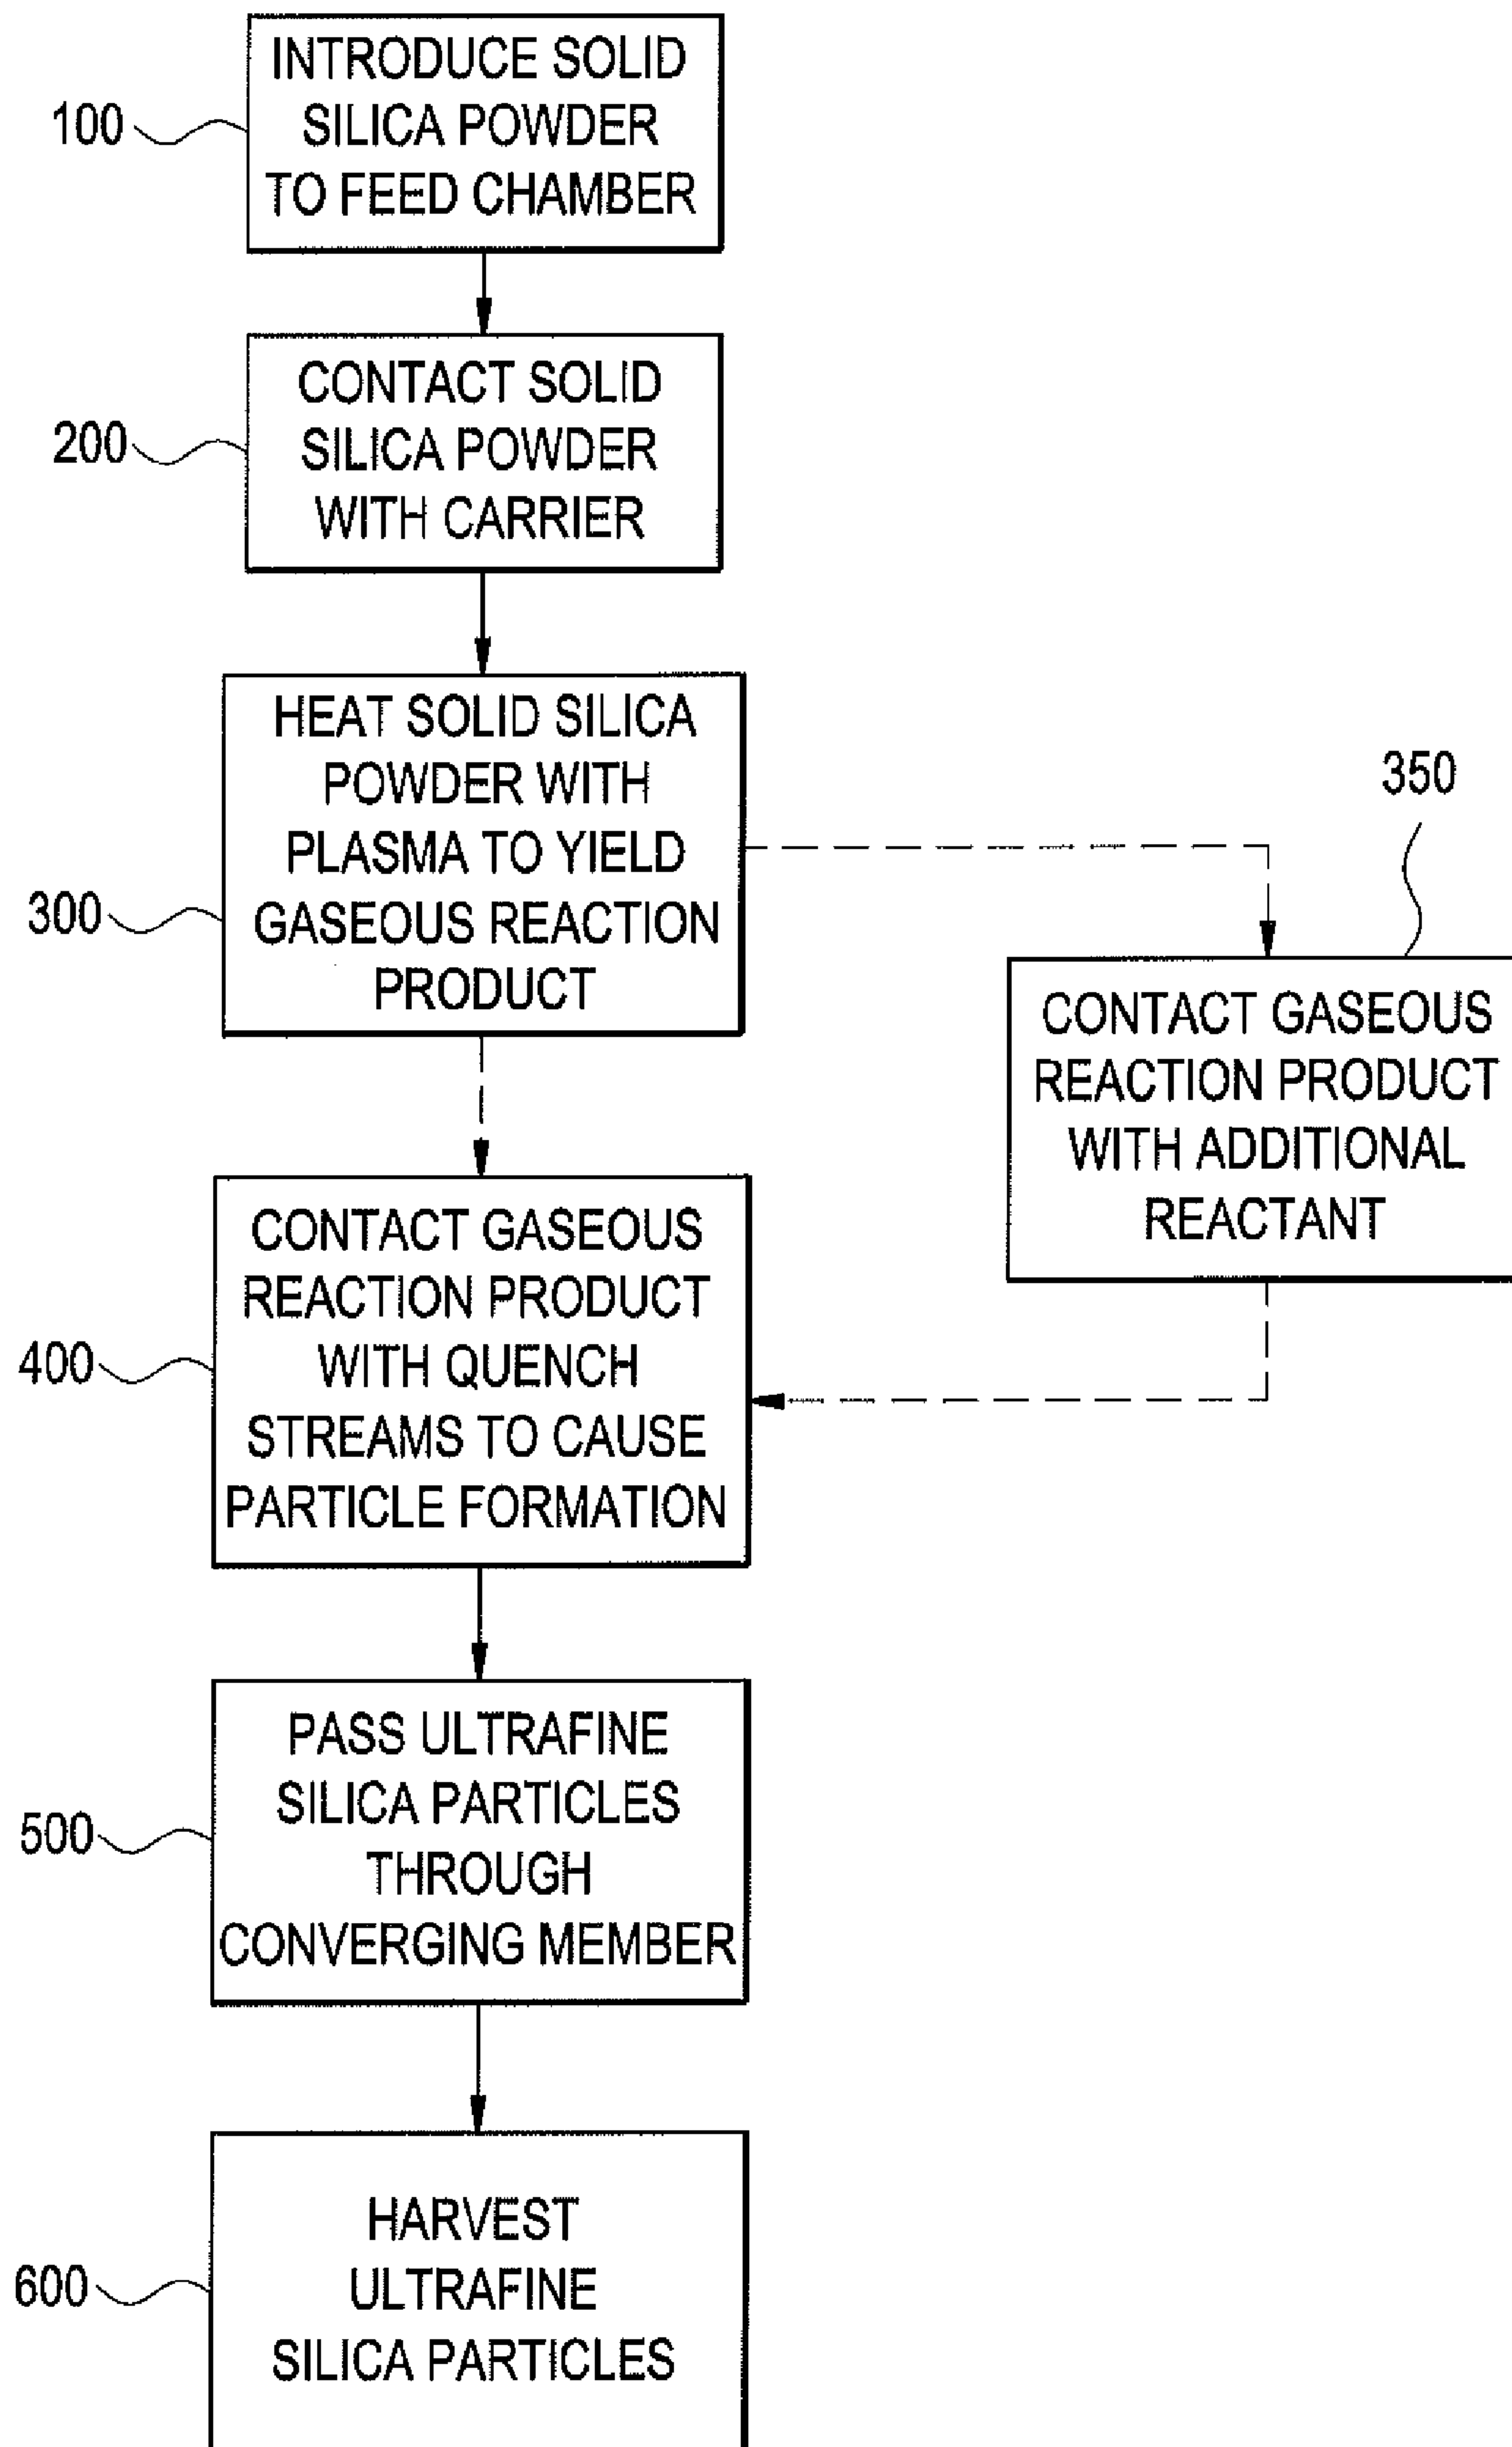 100
INTRODUCE SOLID
SILICA POWDER
TO FEED CHAMBER
200
CONTACT SOLID
SILICA POWDER
WITH CARRIER
300
HEAT SOLID SILICA
POWDER WITH
PLASMA TO YIELD
GASEOUS REACTION
PRODUCT
350
CONTACT GASEOUS
REACTION PRODUCT
WITH ADDITIONAL
REACTANT
400
CONTACT GASEOUS
REACTION PRODUCT
WITH QUENCH
STREAMS TO CAUSE
PARTICLE FORMATION
500
PASS ULTRAFINE
SILICA PARTICLES
THROUGH
CONVERGING MEMBER
600
HARVEST
ULTRAFINE
SILICA PARTICLES